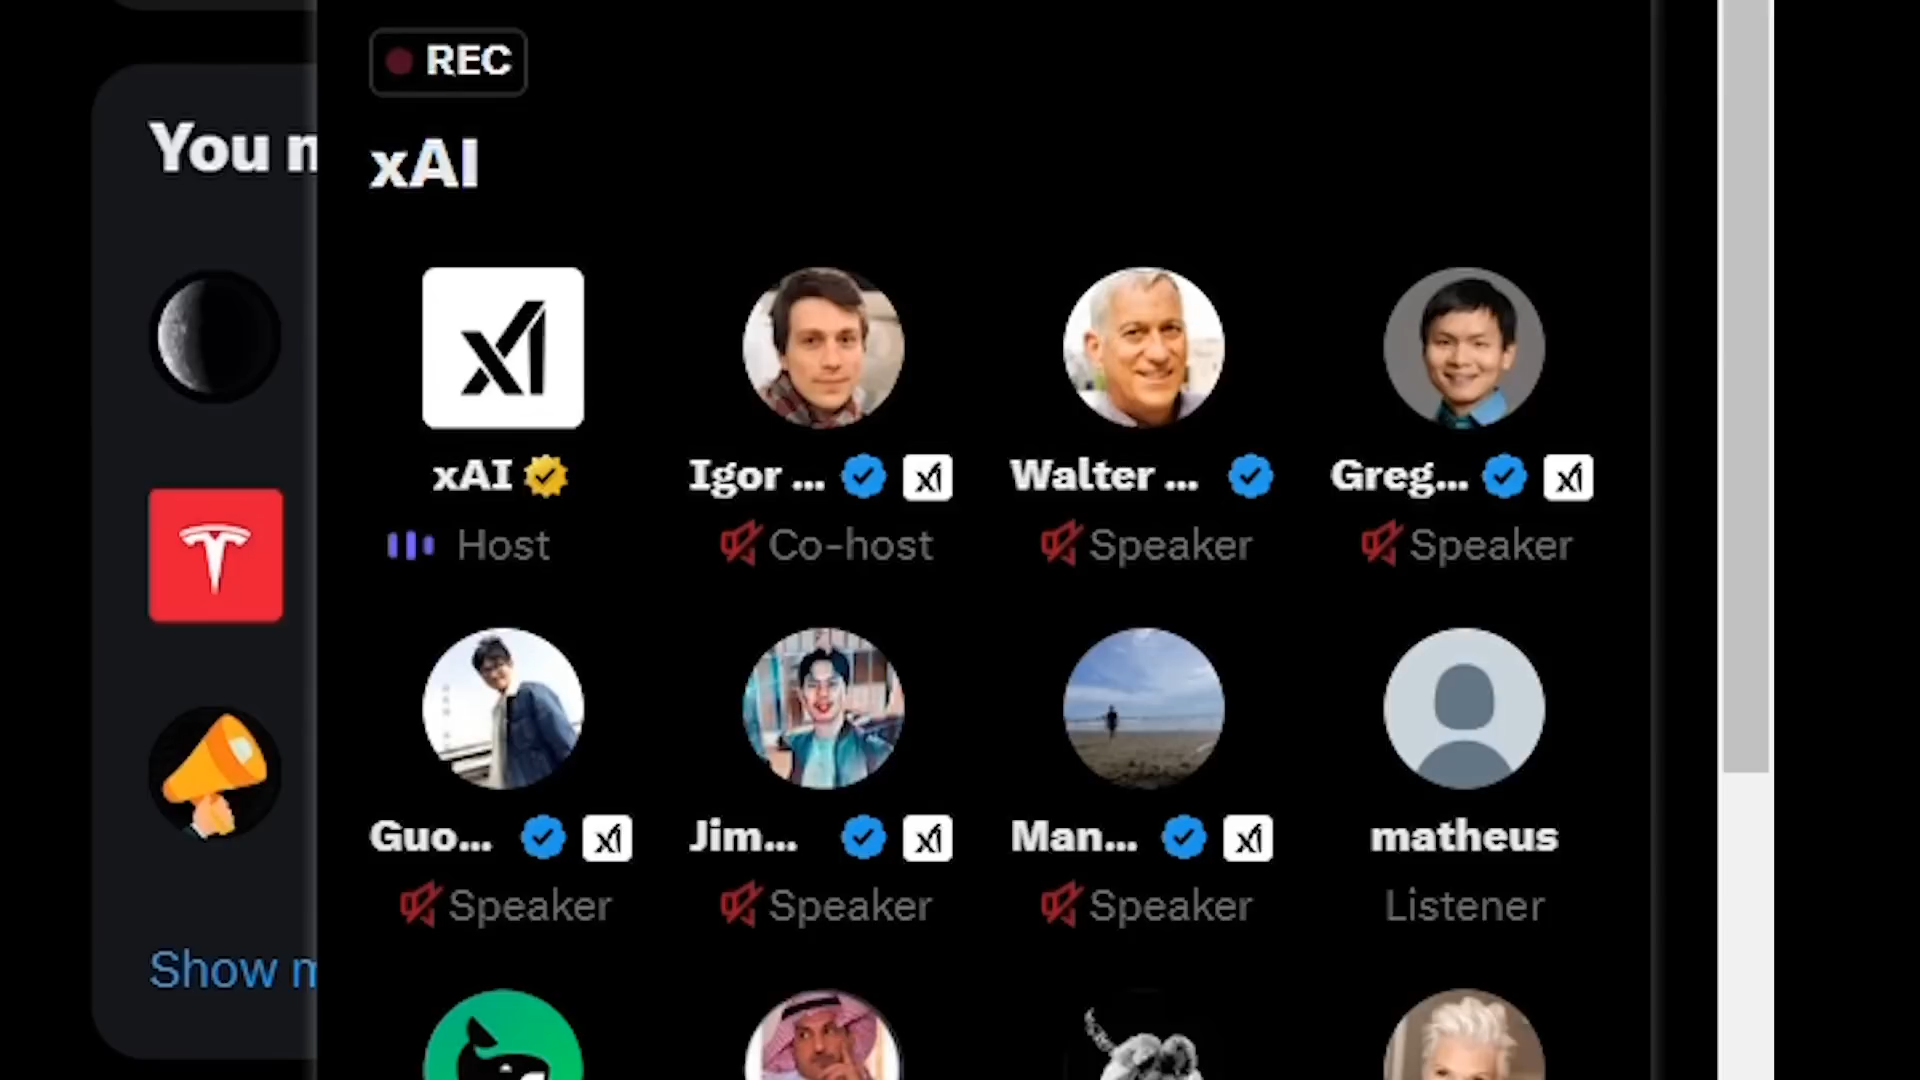 REC
You m
xAI
xAI
Host
Igor ...
Co-host
Walter ...
Speaker
Greg...
Speaker
Guo...
Speaker
Jim...
Speaker
Man...
Speaker
matheus
Listener
Show m